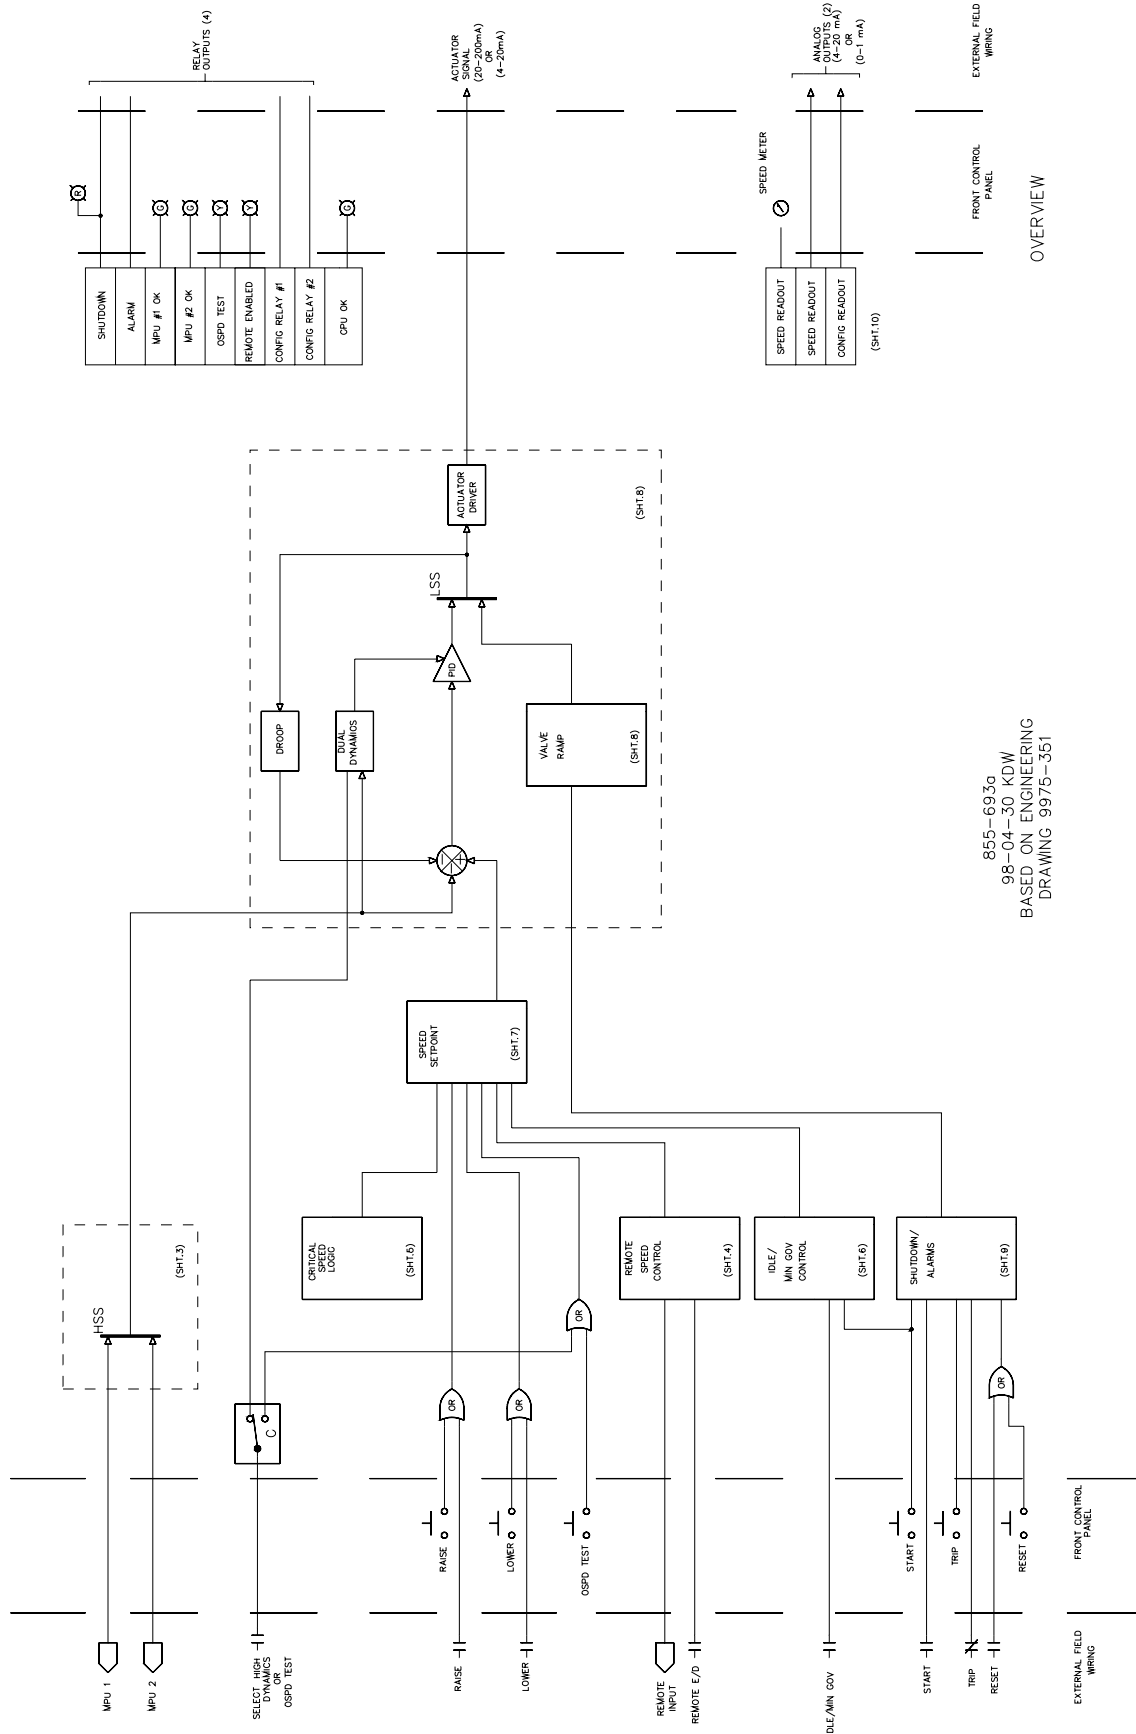 MPU 1
MPU 2
SELECT HIGH
DYNAMICS
OR
OSPD TEST
RAISE
LOWER
REMOTE
INPUT
REMOTE E/D
DLE/MIN GOV
START
TRIP
RESET
EXTERNAL FIELD
WIRING
RAISE
LOWER
OSPD TEST
START
TRIP
RESET
FRONT CONTROL
PANEL
C
OR
OR
OR
OR
HSS
(SHT.3)
CRITICAL
SPEED
LOGIC
(SHT.5)
REMOTE
SPEED
CONTROL
(SHT.4)
IDLE/
MIN GOV
CONTROL
(SHT.6)
SHUTDOWN/
ALARMS
(SHT.9)
SPEED
SETPOINT
(SHT.7)
DROOP
DUAL
DYNAMICS
PID
LSS
VALVE
RAMP
(SHT.8)
ACTUATOR
DRIVER
(SHT.8)
SHUTDOWN
ALARM
MPU #1 OK
MPU #2 OK
OSPD TEST
REMOTE ENABLED
CONFIG RELAY #1
CONFIG RELAY #2
CPU OK
R
G
G
Y
Y
G
RELAY
OUTPUTS (4)
ACTUATOR
SIGNAL
(20-200mA)
OR
(4-20mA)
SPEED READOUT
SPEED READOUT
CONFIG READOUT
(SHT.10)
SPEED METER
ANALOG
OUTPUTS (2)
(4-20 mA)
OR
(0-1 mA)
FRONT CONTROL
PANEL
EXTERNAL FIELD
WIRING
OVERVIEW
855-693a
98-04-30 KDW
BASED ON ENGINEERING
DRAWING 9975-351